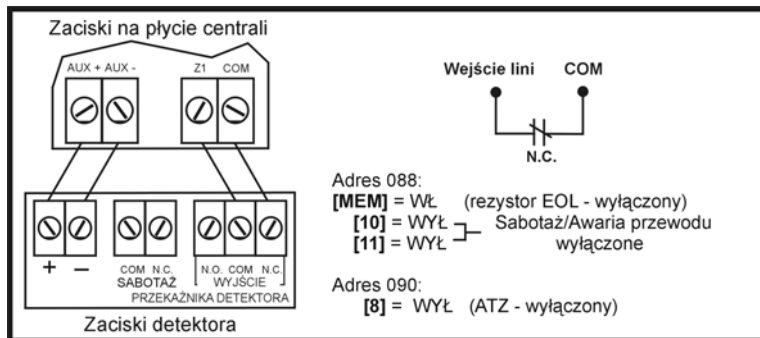 Zaciski na płycie centrali
AUX + AUX -
Z1 COM
+ –
COM N.C.
SABOTAŻ
N.O. COM N.C.
WYJŚCIE
PRZEKAŹNIKA DETEKTORA
Zaciski detektora
Wejście lini COM
N.C.
Adres 088:
[MEM] = WŁ (rezystor EOL - wyłączony)
[10] = WYŁ Sabotaż/Awaria przewodu
[11] = WYŁ wyłączone
Adres 090:
[8] = WYŁ (ATZ - wyłączony)